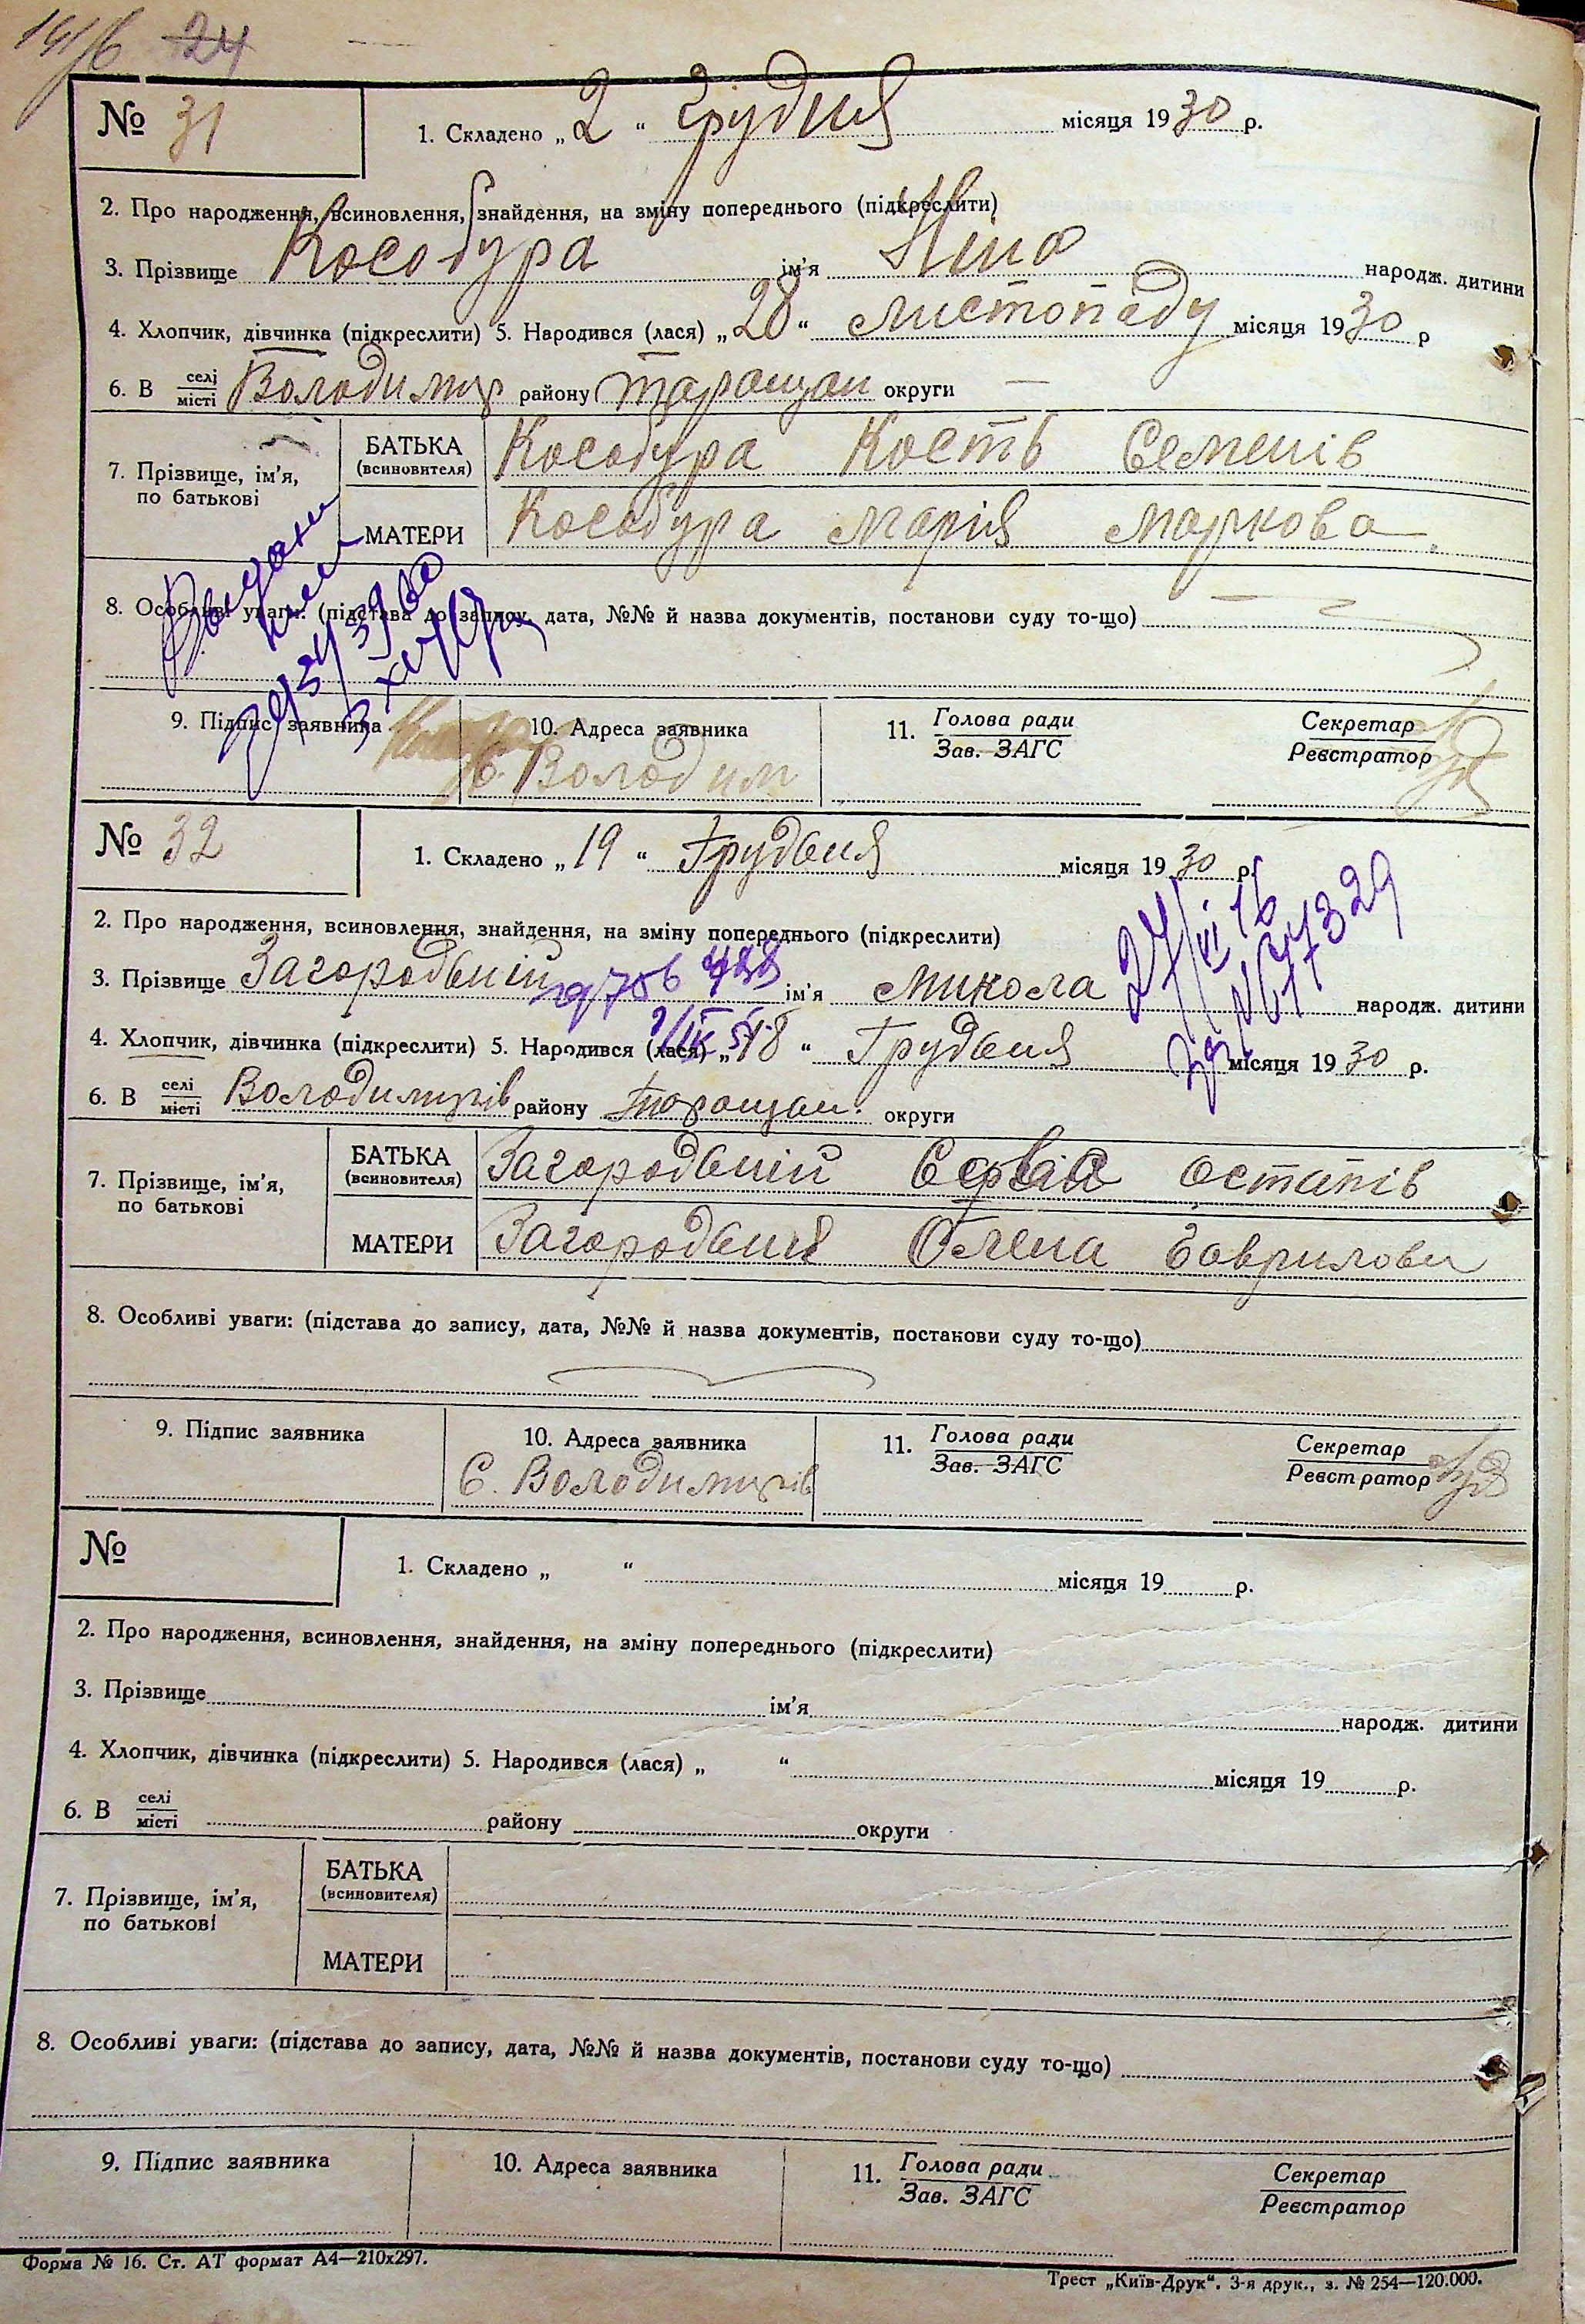 24
№ 31
1. Складено „2“ Грудня місяця 1930 р.
2. Про народження, всиновлення, знайдення, на зміну попереднього (підкреслити)
3. Прізвище Кособура ім'я Ніна народж. дитини
4. Хлопчик, дівчинка (підкреслити) 5. Народився (лася) „28“ листопаду місяця 1930 р
6. В селі місті Володимир району таращан округи —
7. Прізвище, ім'я, по батькові
БАТЬКА (всиновителя) Кособура Кость Семенів
МАТЕРИ Кособура Марія Маркова
8. Особливі уваги: (підстава до запису, дата, №№ й назва документів, постанови суду то-що)
9. Підпис заявника
10. Адреса заявника
с. Володим
11. Голова ради Зав. ЗАГС
Секретар Реєстратор
№ 32
1. Складено „19“ Грудьня місяця 1930 р.
2. Про народження, всиновлення, знайдення, на зміну попереднього (підкреслити)
3. Прізвище Загородьній ім'я Микола народж. дитини
4. Хлопчик, дівчинка (підкреслити) 5. Народився (лася) „18“ Грудьня місяця 1930 р.
6. В селі місті Володимирів району таращан. округи
7. Прізвище, ім'я, по батькові
БАТЬКА (всиновителя) Загородьній Остапів
МАТЕРИ Загородьня Олена Гаврилови
8. Особливі уваги: (підстава до запису, дата, №№ й назва документів, постанови суду то-що)
9. Підпис заявника
10. Адреса заявника
С. Володимирів
11. Голова ради Зав. ЗАГС
Секретар Реєстратор
№
1. Складено „ “ місяця 19 р.
2. Про народження, всиновлення, знайдення, на зміну попереднього (підкреслити)
3. Прізвище ім'я народж. дитини
4. Хлопчик, дівчинка (підкреслити) 5. Народився (лася) „ “ місяця 19 р.
6. В селі місті району округи
7. Прізвище, ім'я, по батькові
БАТЬКА (всиновителя)
МАТЕРИ
8. Особливі уваги: (підстава до запису, дата, №№ й назва документів, постанови суду то-що)
9. Підпис заявника
10. Адреса заявника
11. Голова ради Зав. ЗАГС
Секретар Реєстратор
Форма № 16. Ст. АТ формат А4—210х297.
Трест „Київ-Друк“. 3-я друк., з. № 254—120.000.